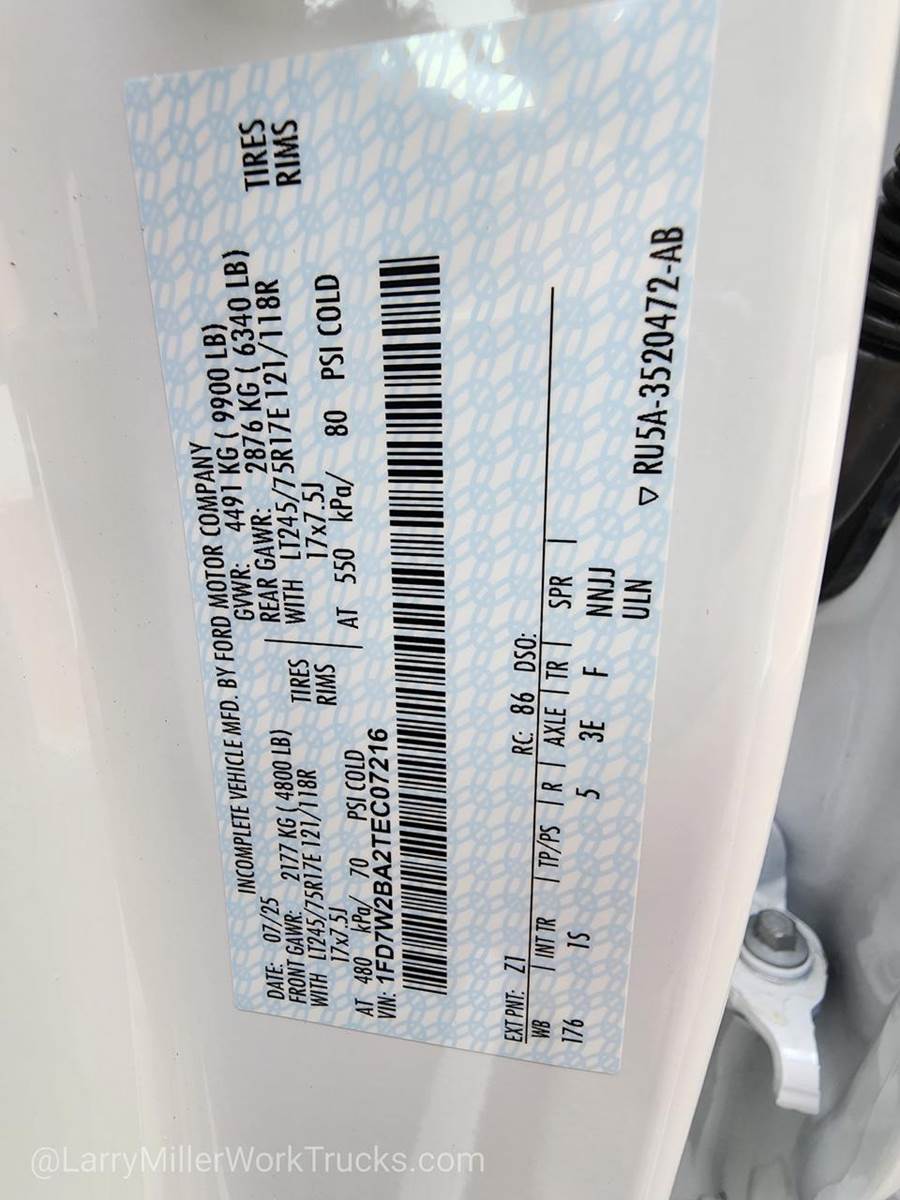 INCOMPLETE VEHICLE MFD. BY FORD MOTOR COMPANY
DATE: 07/25 GVWR: 4491 KG ( 9900 LB)
FRONT GAWR: 2177 KG ( 4800 LB) REAR GAWR: 2876 KG ( 6340 LB)
WITH LT245/75R17E 121/118R TIRES WITH LT245/75R17E 121/118R TIRES
17x7.5J RIMS 17x7.5J RIMS
AT 480 kPa/ 70 PSI COLD AT 550 kPa/ 80 PSI COLD
VIN: 1FD7W2BA2TEC07216
EXT PNT: Z1 RC: 86 DSO:
WB INT TR TP/PS R AXLE TR SPR
176 1S 5 3E F NNJJ
ULN
▽ RU5A-3520472-AB
@LarryMillerWorkTrucks.com